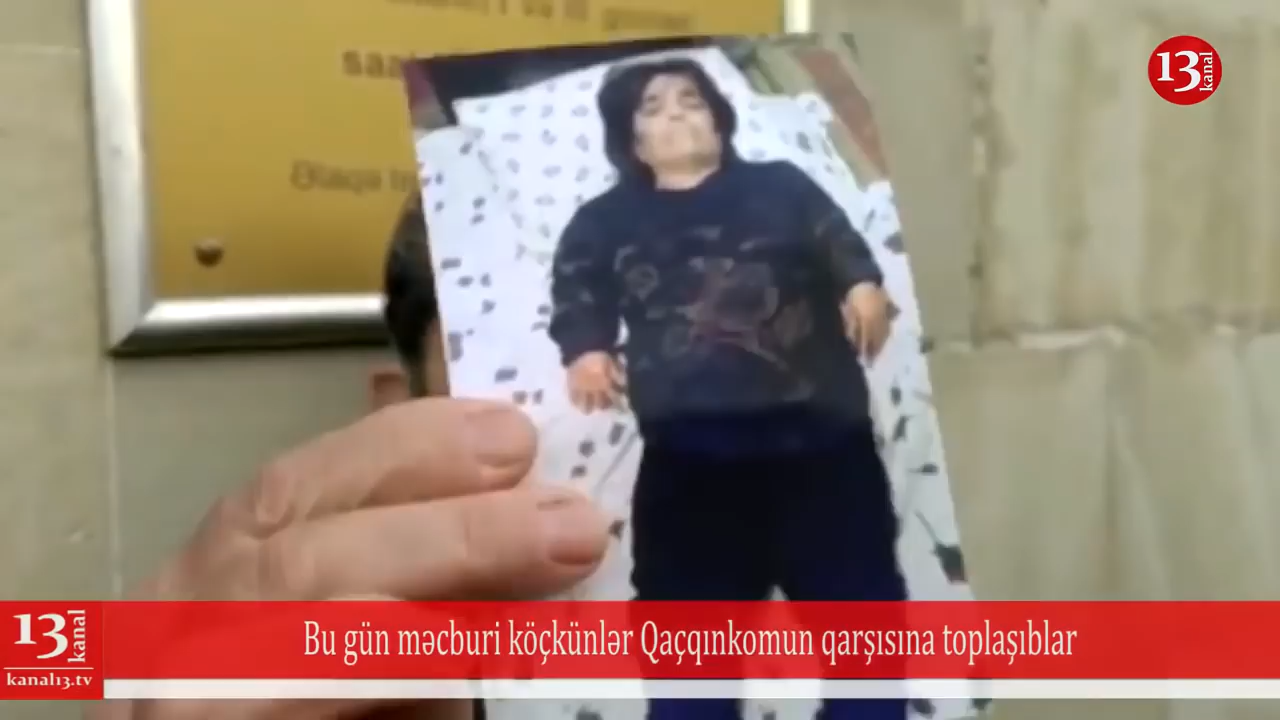 13 kanal
Əlaqə
13 kanal
kanal13.tv
Bu gün məcburi köçkünlər Qaçqınkomun qarşısına toplaşıblar